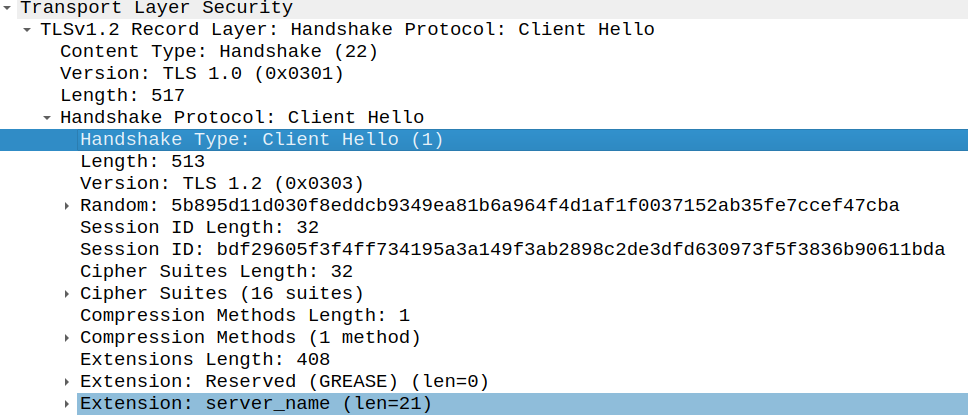 Transport Layer Security
TLSv1.2 Record Layer: Handshake Protocol: Client Hello
Content Type: Handshake (22)
Version: TLS 1.0 (0x0301)
Length: 517
Handshake Protocol: Client Hello
Handshake Type: Client Hello (1)
Length: 513
Version: TLS 1.2 (0x0303)
Random: 5b895d11d030f8eddcb9349ea81b6a964f4d1af1f0037152ab35fe7ccef47cba
Session ID Length: 32
Session ID: bdf29605f3f4ff734195a3a149f3ab2898c2de3dfd630973f5f3836b90611bda
Cipher Suites Length: 32
Cipher Suites (16 suites)
Compression Methods Length: 1
Compression Methods (1 method)
Extensions Length: 408
Extension: Reserved (GREASE) (len=0)
Extension: server_name (len=21)